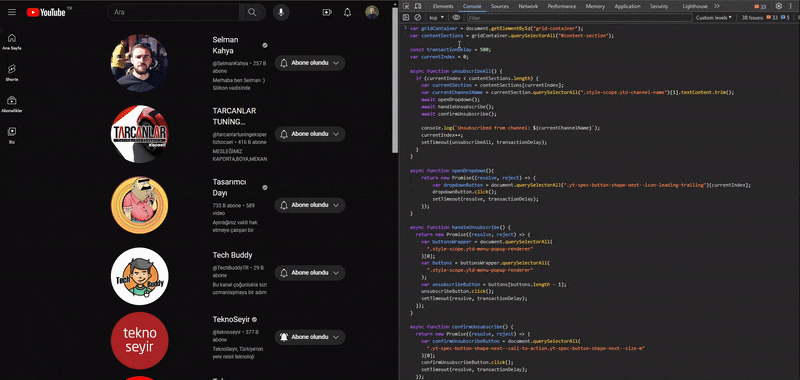 YouTube TR
Ara
Ana Sayfa
Shorts
Abonelikler
Siz
Selman
Kahya
@SelmanKahya • 257 B
abone
Merhaba ben Selman :)
Silikon vadisinde
Abone olundu
TARCANLAR
TUNİNG...
@tarcanlartuningeksper
tizkocaeli • 416 B abone
MESLEĞİMİZ
KAPORTA,BOYA,MEKAN
Abone olundu
TARCANLAR
Kocaeli
Tasarımcı
Dayı
733 B abone • 589
video
Ayırdığınız vakti hak
etmeye çalışan bir
Abone olundu
Tech Buddy
@TechBuddyTR • 29 B
abone
Bu kanal çoğunlukla sizi
uzmanlaşmaya bir adım
Abone olundu
Tech
Buddy
TeknoSeyir
@teknoseyir • 377 B
abone
TeknoSeyir, Türkiye'nin
yeni nesil teknoloji
Abone olundu
tekno
seyir
Elements Console Sources Network Performance Memory Application
33
top
Filter
Custom levels
38 Issues:
5
33
var gridContainer = document.getElementById("grid-container");
var contentSections = gridContainer.querySelectorAll("#content-section");
const transactionDelay = 500;
var currentIndex = 0;
async function unsubscribeAll() {
if (currentIndex < contentSections.length) {
var currentSection = contentSections[currentIndex];
var currentChannelName = currentSection.querySelectorAll(".style-scope.ytd-channel-name")[1].textContent.trim();
await openDropdown();
await handleUnsubscribe();
await confirmUnsubscribe();
console.log(`Unsubscribed from channel: ${currentChannelName}`);
currentIndex++;
setTimeout(unsubscribeAll, transactionDelay);
}
}
async function openDropdown(){
return new Promise((resolve, reject) => {
var dropdownButton = document.querySelectorAll(".yt-spec-button-shape-next--icon-leading-trailing")[currentIndex];
dropdownButton.click();
setTimeout(resolve, transactionDelay);
});
}
async function handleUnsubscribe() {
return new Promise((resolve, reject) => {
var buttonsWrapper = document.querySelectorAll(
".style-scope.ytd-menu-popup-renderer"
)[0];
var buttons = buttonsWrapper.querySelectorAll(
".style-scope.ytd-menu-popup-renderer"
);
var unsubscribeButton = buttons[buttons.length - 1];
unsubscribeButton.click();
setTimeout(resolve, transactionDelay);
});
}
async function confirmUnsubscribe() {
return new Promise((resolve, reject) => {
var confirmUnsubscribeButton = document.querySelectorAll(
".yt-spec-button-shape-next--call-to-action.yt-spec-button-shape-next--size-m"
)[0];
confirmUnsubscribeButton.click();
setTimeout(resolve, transactionDelay);
});